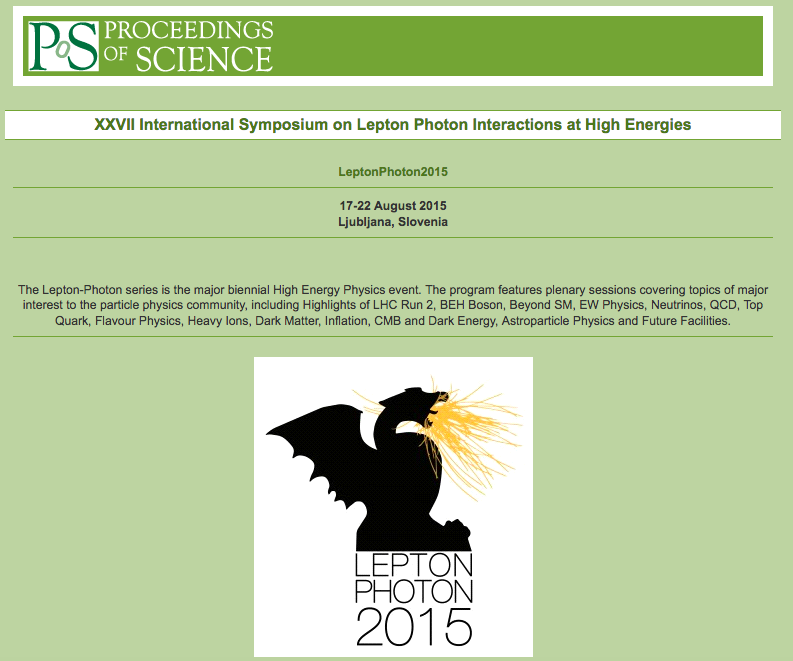 PoS PROCEEDINGS
OF SCIENCE
XXVII International Symposium on Lepton Photon Interactions at High Energies
LeptonPhoton2015
17-22 August 2015
Ljubljana, Slovenia
The Lepton-Photon series is the major biennial High Energy Physics event. The program features plenary sessions covering topics of major
interest to the particle physics community, including Highlights of LHC Run 2, BEH Boson, Beyond SM, EW Physics, Neutrinos, QCD, Top
Quark, Flavour Physics, Heavy Ions, Dark Matter, Inflation, CMB and Dark Energy, Astroparticle Physics and Future Facilities.
LEPTON
PHOTON
2015